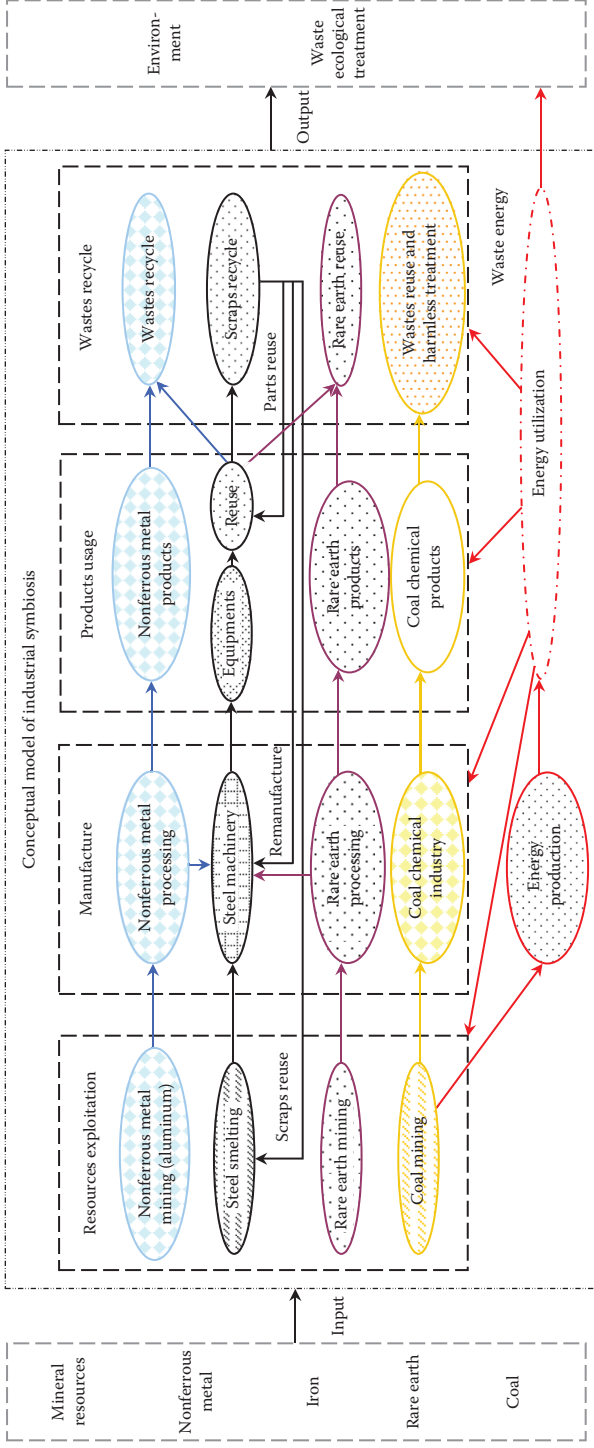 Conceptual model of industrial symbiosis
Mineral
resources
Nonferrous
metal
Iron
Rare earth
Coal
Input
Resources exploitation
Nonferrous metal
mining (aluminum)
Steel smelting
Scraps reuse
Rare earth mining
Coal mining
Manufacture
Nonferrous metal
processing
Steel machinery
Remanufacture
Rare earth
processing
Coal chemical
industry
Energy
production
Products usage
Nonferrous metal
products
Equipments
Reuse
Rare earth
products
Coal chemical
products
Energy utilization
Wastes recycle
Wastes recycle
Scraps recycle
Parts reuse
Rare earth reuse
Wastes reuse and
harmless treatment
Waste energy
Output
Environ-
ment
Waste
ecological
treatment